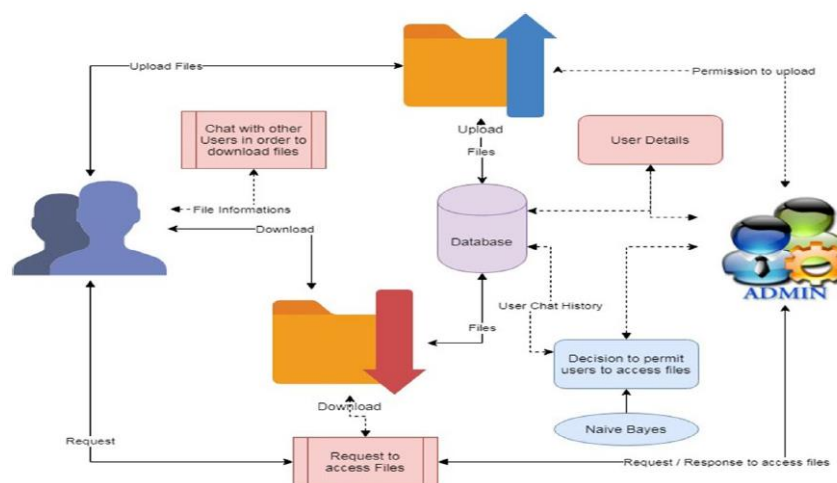 Upload Files
Permission to upload
Chat with other
Users in order to
download files
Upload
Files
User Details
File Informations
Download
Database
ADMIN
User Chat History
Files
Decision to permit
users to access files
Download
Naive Bayes
Request
Request to
access Files
Request / Response to access files